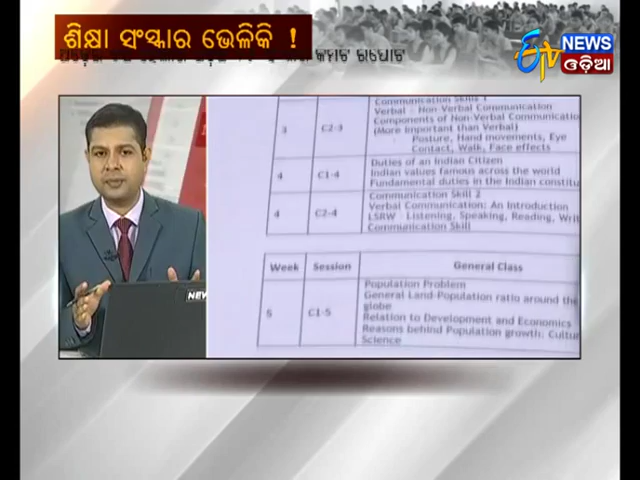 ଶିକ୍ଷା ସଂସ୍କାର ଭେଳିକି !
ETV NEWS
ଓଡ଼ିଆ
Communication Skills 1
Verbal - Non Verbal Communication
3 C2-3 Components of Non-Verbal Communication
(More Important than Verbal)
Posture, Hand movements, Eye
Contact, Walk, Face effects
Duties of an Indian Citizen
4 C1-4 Indian values famous across the world
Fundamental duties in the Indian constitu
Communication Skill 2
4 C2-4 Verbal Communication: An Introduction
LSRW - Listening, Speaking, Reading, Writ
Communication Skill
Week Session General Class
Population Problem
General Land-Population ratio around the
globe
5 C1-5 Relation to Development and Economics
Reasons behind Population growth: Cultur
Science
NEW